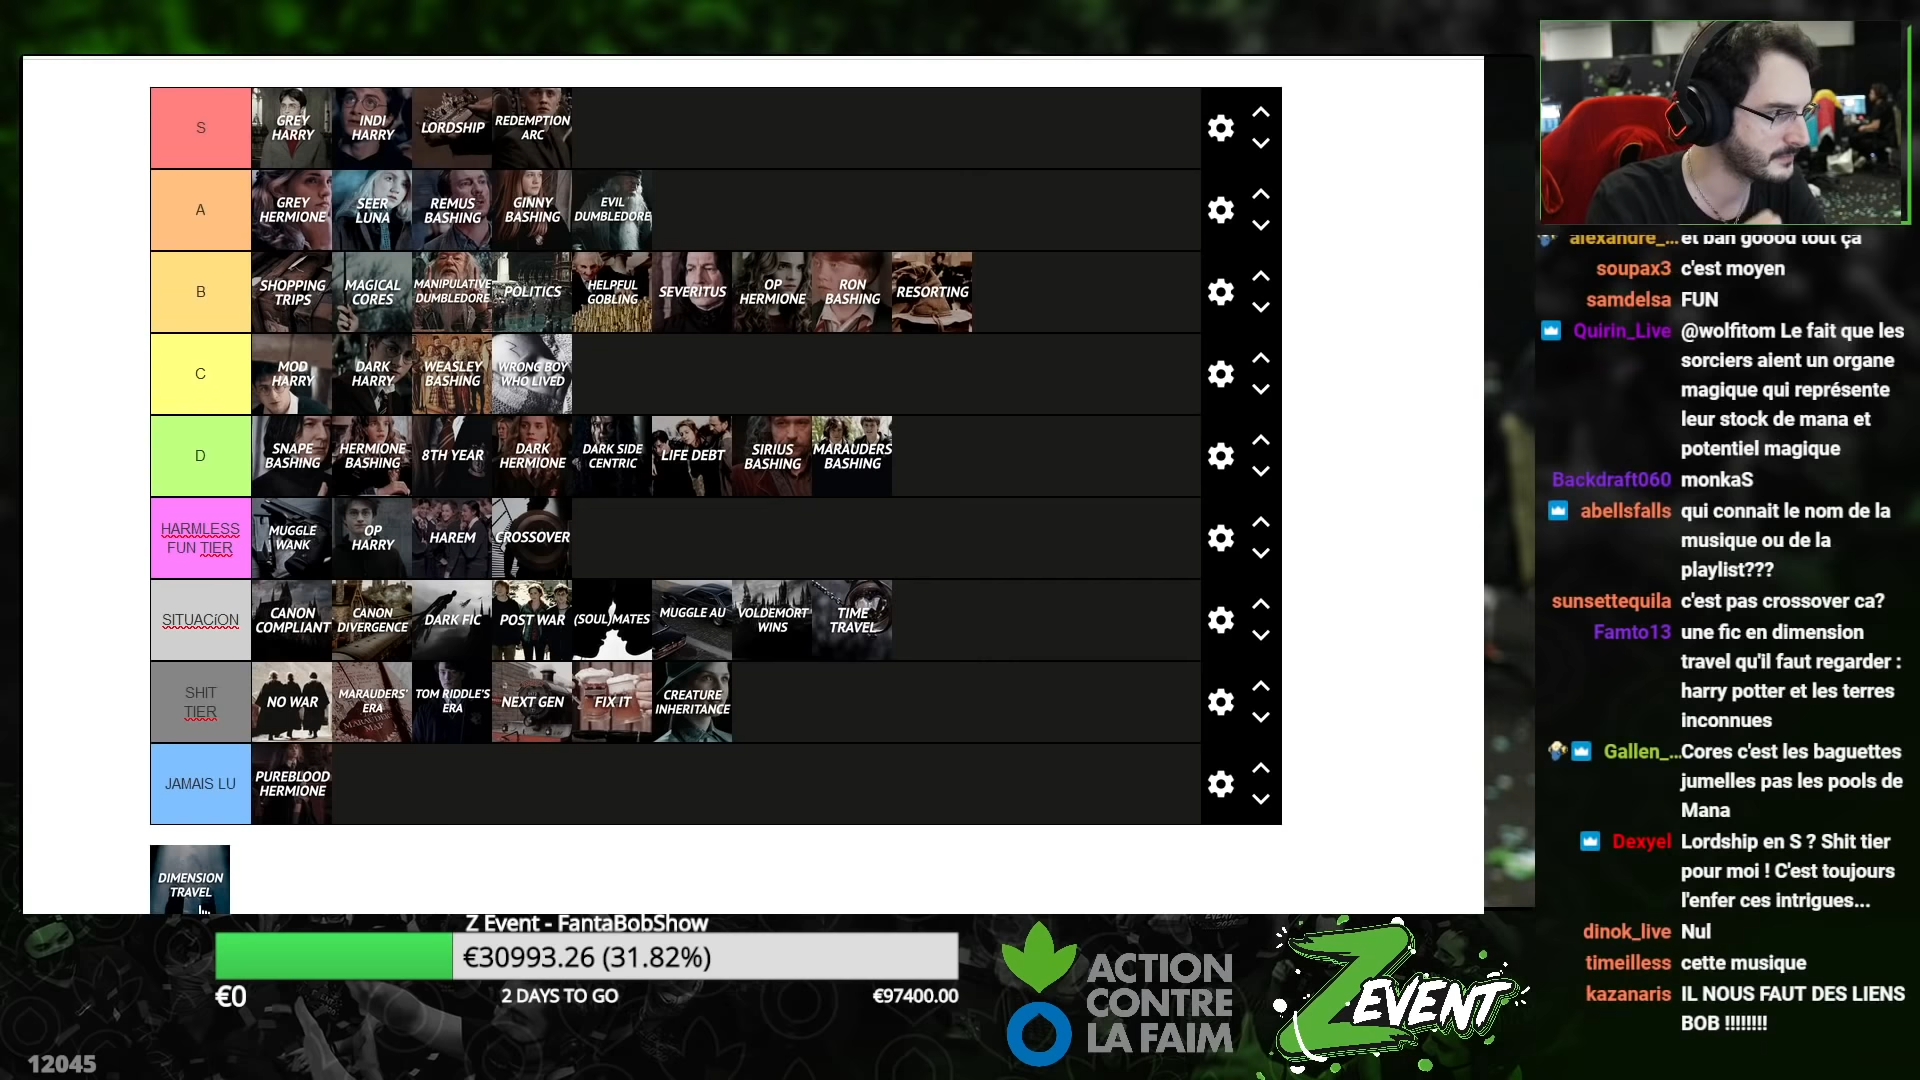 S
GREY HARRY
INDI HARRY
LORDSHIP
REDEMPTION ARC
A
GREY HERMIONE
SEER LUNA
REMUS BASHING
GINNY BASHING
EVIL DUMBLEDORE
B
SHOPPING TRIPS
MAGICAL CORES
MANIPULATIVE DUMBLEDORE
POLITICS
HELPFUL GOBLING
SEVERITUS
OP HERMIONE
RON BASHING
RESORTING
C
MOD HARRY
DARK HARRY
WEASLEY BASHING
WRONG BOY WHO LIVED
D
SNAPE BASHING
HERMIONE BASHING
8TH YEAR
DARK HERMIONE
DARK SIDE CENTRIC
LIFE DEBT
SIRIUS BASHING
MARAUDERS BASHING
HARMLESS FUN TIER
MUGGLE WANK
OP HARRY
HAREM
CROSSOVER
SITUACÍON
CANON COMPLIANT
CANON DIVERGENCE
DARK FIC
POST WAR
(SOUL)MATES
MUGGLE AU
VOLDEMORT WINS
TIME TRAVEL
SHIT TIER
NO WAR
MARAUDERS' ERA
TOM RIDDLE'S ERA
NEXT GEN
FIX IT
CREATURE INHERITANCE
JAMAIS LU
PUREBLOOD HERMIONE
DIMENSION TRAVEL
alexandre_... et ban goood tout ça
soupax3 c'est moyen
samdelsa FUN
Quirin_Live @wolfitom Le fait que les
sorciers aient un organe
magique qui représente
leur stock de mana et
potentiel magique
Backdraft060 monkaS
abellsfalls qui connait le nom de la
musique ou de la
playlist???
sunsettequila c'est pas crossover ca?
Famto13 une fic en dimension
travel qu'il faut regarder :
harry potter et les terres
inconnues
Gallen_... Cores c'est les baguettes
jumelles pas les pools de
Mana
Dexyel Lordship en S ? Shit tier
pour moi ! C'est toujours
l'enfer ces intrigues...
dinok_live Nul
timeilless cette musique
kazanaris IL NOUS FAUT DES LIENS
BOB !!!!!!!!
Z Event - FantaBobShow
€30993.26 (31.82%)
€0
2 DAYS TO GO
€97400.00
ACTION
CONTRE
LA FAIM
ZEVENT
12045